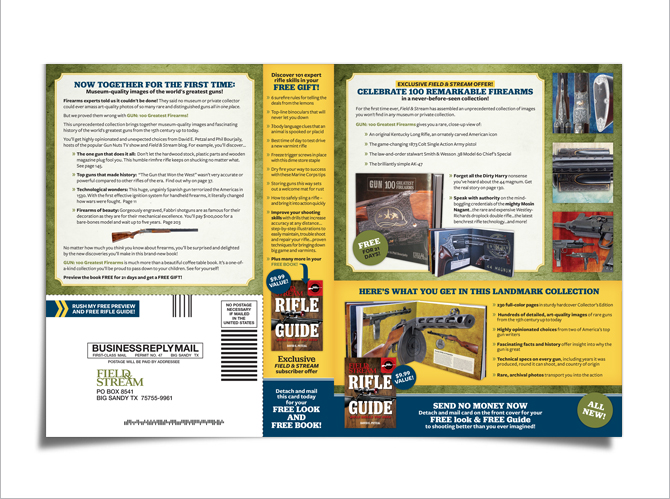 NOW TOGETHER FOR THE FIRST TIME:
Museum-quality images of the world's greatest guns!
Firearms experts told us it couldn't be done! They said no museum or private collector
could ever amass art-quality photos of so many rare and distinguished guns all in one place.
But we proved them wrong with GUN: 100 Greatest Firearms!
This unprecedented collection brings together museum-quality images and fascinating
history of the world's greatest guns from the 15th century up to today.
You'll get highly opinionated and unexpected choices from David E. Petzal and Phil Bourjaily,
hosts of the popular Gun Nuts TV show and Field & Stream blog. For example, you'll discover...
The one gun that does it all: Don't let the hardwood stock, plastic parts and wooden
magazine plug fool you. This humble rimfire rifle keeps on shucking no matter what.
See page 145.
Top guns that made history: "The Gun that Won the West" wasn't very accurate or
powerful compared to other rifles of the era. Find out why on page 37.
Technological wonders: This huge, ungainly Spanish gun terrorized the Americas in
1530. With the first effective ignition system for handheld firearms, it literally changed
how wars were fought. Page 11
Firearms of beauty: Gorgeously engraved, Fabbri shotguns are as famous for their
decoration as they are for their mechanical excellence. You'll pay $100,000 for a
bare-bones model and wait up to five years. Page 203
No matter how much you think you know about firearms, you'll be surprised and delighted
by the new discoveries you'll make in this brand-new book!
GUN: 100 Greatest Firearms is much more than a beautiful coffee table book. It's a one-of-
a-kind collection you'll be proud to pass down to your children. See for yourself!
Preview the book FREE for 21 days and get a FREE Gift!
RUSH MY FREE PREVIEW
AND FREE RIFLE GUIDE!
NO POSTAGE
NECESSARY
IF MAILED
IN THE
UNITED STATES
BUSINESS REPLY MAIL
FIRST-CLASS MAIL PERMIT NO. 47 BIG SANDY TX
POSTAGE WILL BE PAID BY ADDRESSEE
FIELD &
STREAM
PO BOX 8541
BIG SANDY TX 75755-9961
Discover 101 expert
rifle skills in your
FREE GIFT!
6 surefire rules for telling the
deals from the lemons
Top-line binoculars that will
never let you down
Moody language clues that an
animal is spooked or placid
Best time of day to test drive
a new varmint rifle
Freeze trigger screws in place
with dime store staple
Dry fire your way to success
with these Marine Corps tips
Storing guns this way sets
out a welcome mat for rust
How to safely sling a rifle -
and bring it into action quickly
Improve your shooting
skills with drills that increase
accuracy at any distance...
step-by-step illustrations to
easily maintain, trouble shoot
and repair your rifle...proven
techniques for bringing down
big game and varmints.
Plus many more in your
FREE BOOK!
$9.99
VALUE!
RIFLE
GUIDE
Exclusive
FIELD & STREAM
subscriber offer
Detach and mail
this card today
for your
FREE LOOK
AND
FREE BOOK!
EXCLUSIVE FIELD & STREAM OFFER!
CELEBRATE 100 REMARKABLE FIREARMS
in a never-before-seen collection!
For the first time ever, Field & Stream has assembled an unprecedented collection of images
you won't find in any museum or private collection.
GUN: 100 Greatest Firearms gives you a rare, close-up view of:
An original Kentucky Long Rifle, an ornately carved American icon
The game-changing 1873 Colt Single Action Army pistol
The law-and-order stalwart Smith & Wesson .38 Model 60 Chief's Special
The brilliantly simple AK-47
Forget all the Dirty Harry nonsense
you've heard about the 44 magnum. Get
the real story on page 130.
Speak with authority on the mind-
boggling credentials of the mighty Mosin
Nagant...the rare and expensive Westley-
Richards droplock double rifle...the latest
benchrest rifle technology...and more!
GUN 100
GREATEST FIREARMS
FREE
FOR 21
DAYS!
HERE'S WHAT YOU GET IN THIS LANDMARK COLLECTION
250 full-color pages in sturdy hardcover Collector's Edition
Hundreds of detailed, art-quality images of rare guns
from the 15th century up to today
Highly opinionated choices from two of America's top
gun writers
Fascinating facts and history offer insight into why the
gun is great
Technical specs on every gun, including years it was
produced, round it can shoot, and country of origin
Rare, archival photos transport you into the action
RIFLE
GUIDE
$9.99
VALUE!
SEND NO MONEY NOW
Detach and mail card on the front cover for your
FREE look & FREE Guide
to shooting better than you ever imagined!
ALL
NEW!